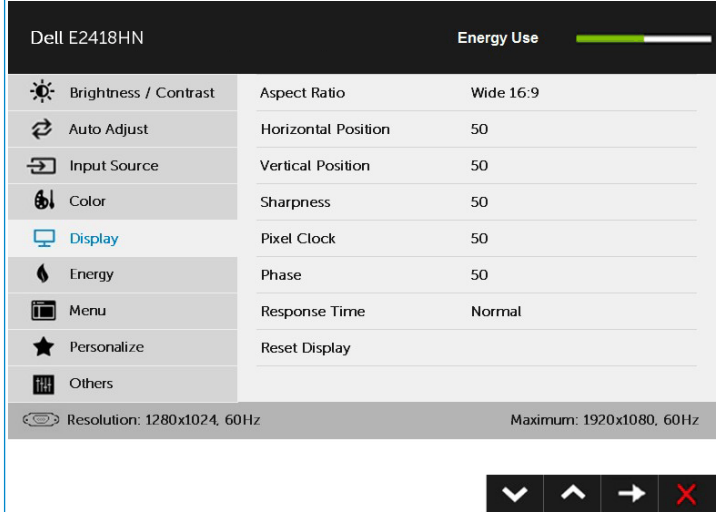 Dell E2418HN
Energy Use
Brightness / Contrast
Aspect Ratio Wide 16:9
Auto Adjust
Horizontal Position 50
Input Source
Vertical Position 50
Color
Sharpness 50
Display
Pixel Clock 50
Energy
Phase 50
Menu
Response Time Normal
Personalize
Reset Display
Others
Resolution: 1280x1024, 60Hz
Maximum: 1920x1080, 60Hz